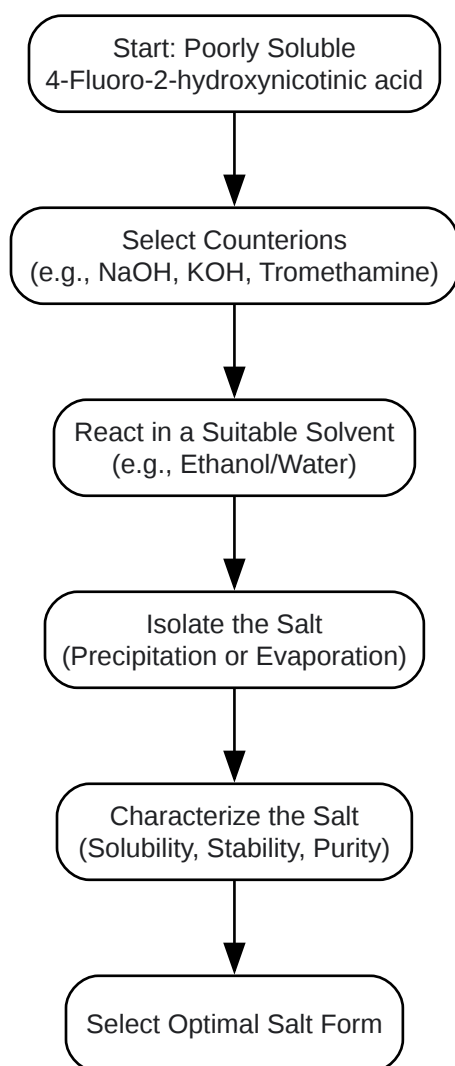 Start: Poorly Soluble
4-Fluoro-2-hydroxynicotinic acid
Select Counterions
(e.g., NaOH, KOH, Tromethamine)
React in a Suitable Solvent
(e.g., Ethanol/Water)
Isolate the Salt
(Precipitation or Evaporation)
Characterize the Salt
(Solubility, Stability, Purity)
Select Optimal Salt Form